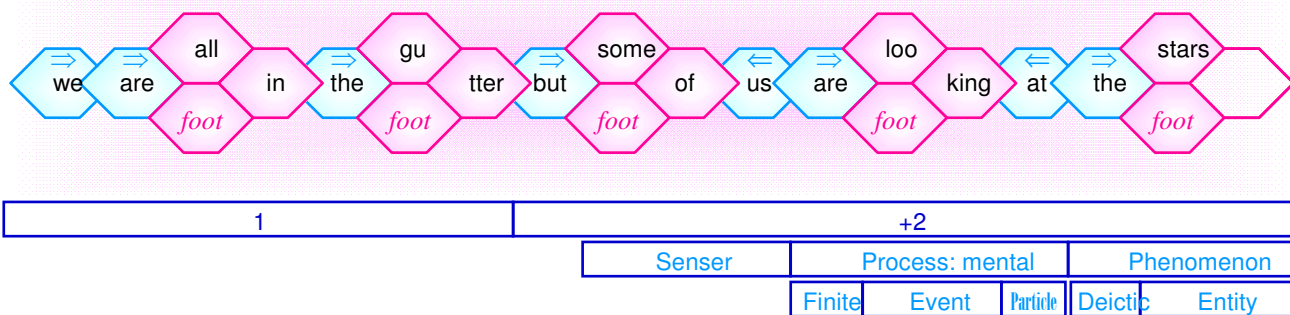 all gu some loo stars
⇒ ⇒ ⇒ ⇒ ⇐ ⇒ ⇐ ⇒
we are in the tter but of us are king at the
foot foot foot foot foot
1 +2
Senser Process: mental Phenomenon
Finite Event Particle Deictic Entity